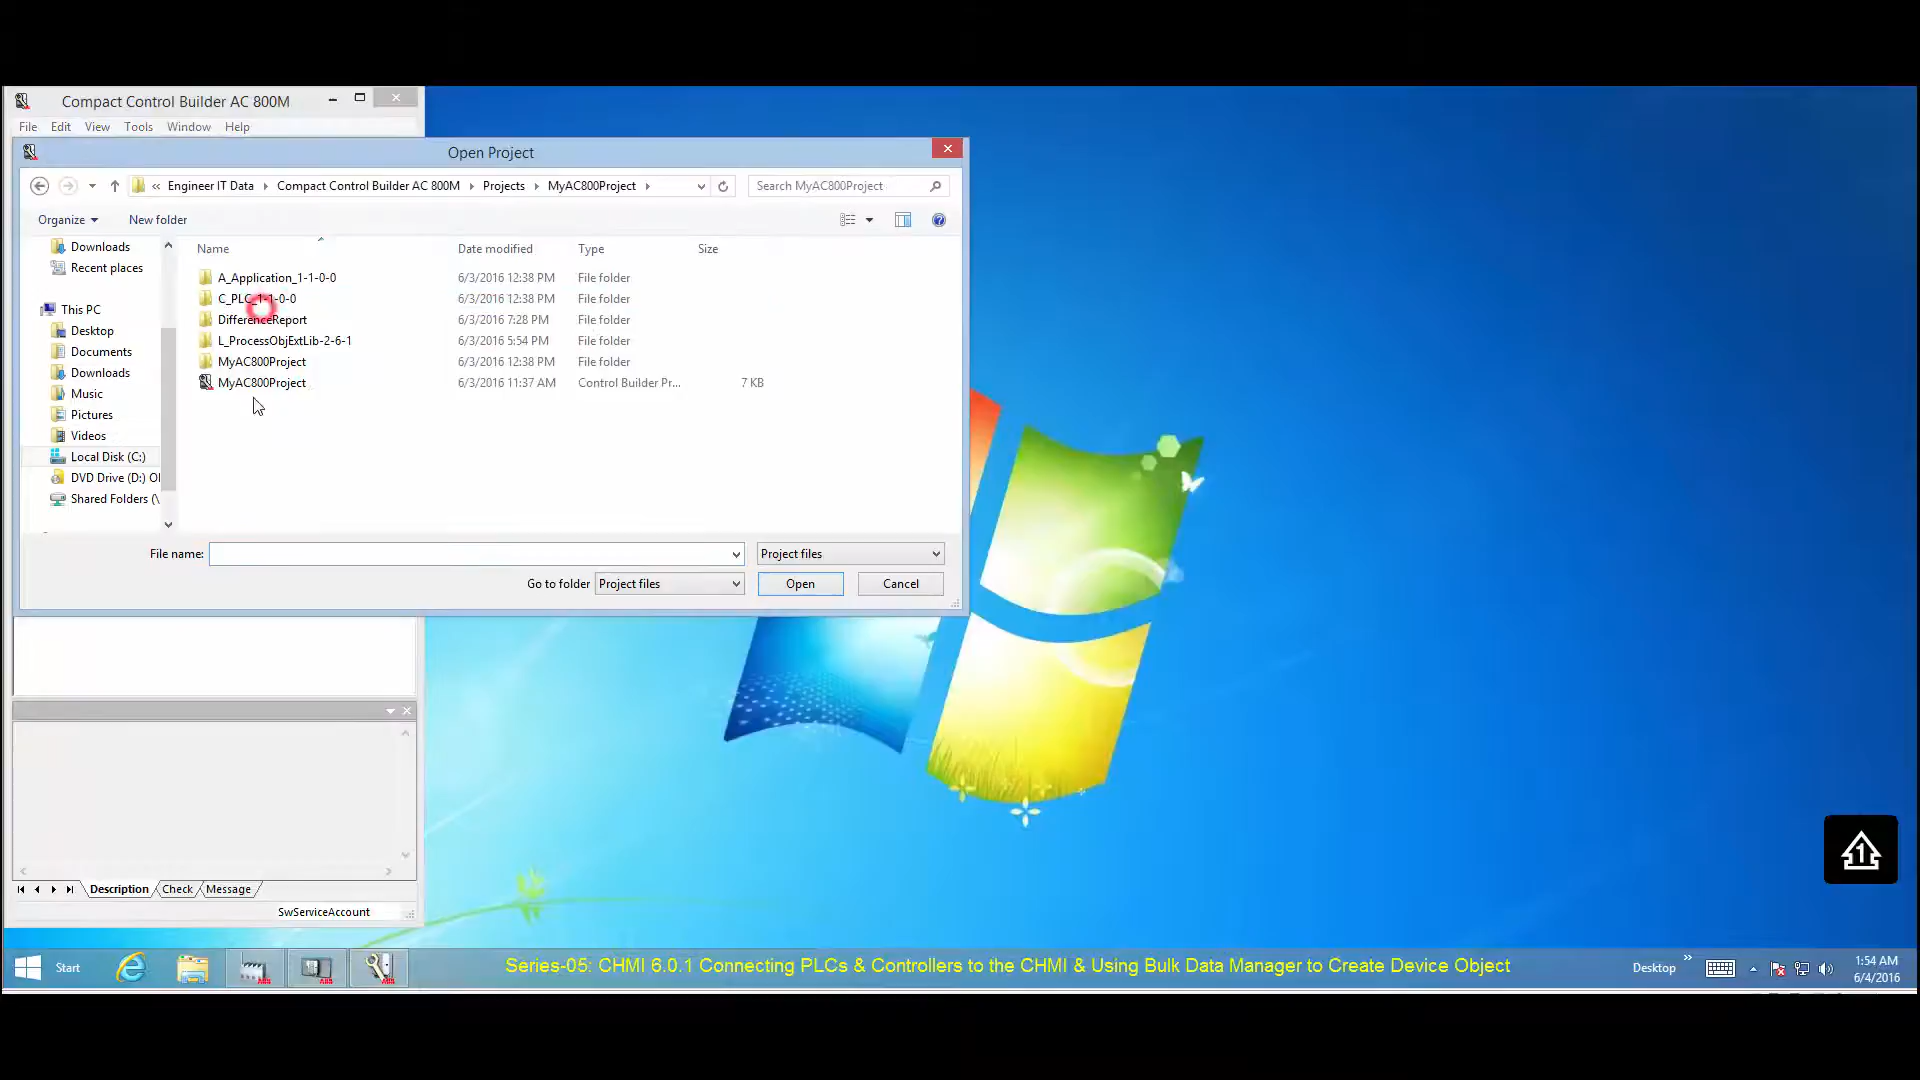 Compact Control Builder AC 800M
File Edit View Tools Window Help
Open Project
« Engineer IT Data Compact Control Builder AC 800M Projects MyAC800Project
Search MyAC800Project
Organize New folder
Name Date modified Type Size
Downloads
Recent places
This PC
Desktop
Documents
Downloads
Music
Pictures
Videos
Local Disk (C:)
DVD Drive (D:) O
Shared Folders (\
A_Application_1-1-0-0 6/3/2016 12:38 PM File folder
C_PLC_1-1-0-0 6/3/2016 12:38 PM File folder
DifferenceReport 6/3/2016 7:28 PM File folder
L_ProcessObjExtLib-2-6-1 6/3/2016 5:54 PM File folder
MyAC800Project 6/3/2016 12:38 PM File folder
MyAC800Project 6/3/2016 11:37 AM Control Builder Pr... 7 KB
File name: Project files
Go to folder Project files Open Cancel
Description Check Message
SwServiceAccount
1
Start
Series-05: CHMI 6.0.1 Connecting PLCs & Controllers to the CHMI & Using Bulk Data Manager to Create Device Object
Desktop »
1:54 AM
6/4/2016